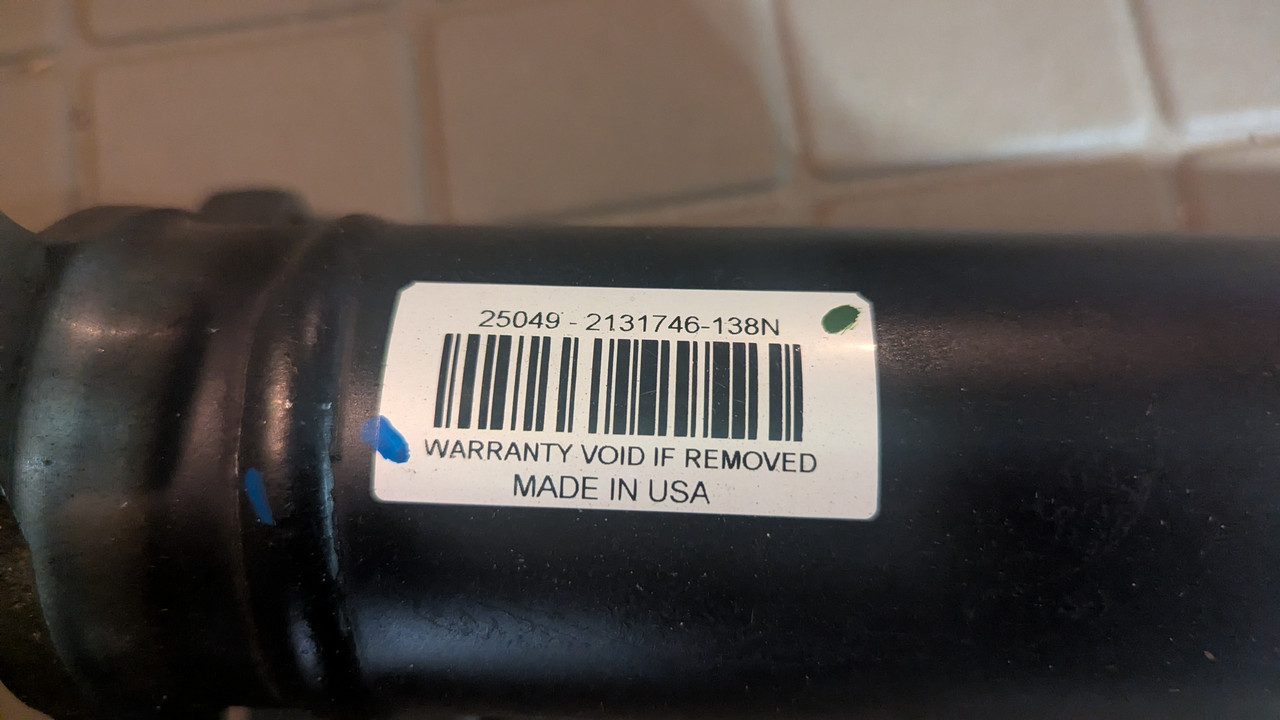 25049 - 2131746-138N
WARRANTY VOID IF REMOVED
MADE IN USA